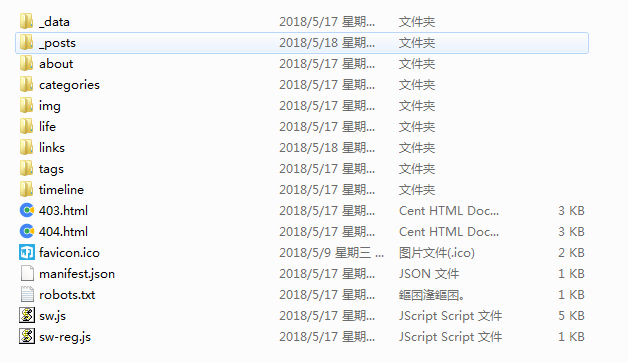 _data 2018/5/17 星期... 文件夹
_posts 2018/5/18 星期... 文件夹
about 2018/5/17 星期... 文件夹
categories 2018/5/17 星期... 文件夹
img 2018/5/17 星期... 文件夹
life 2018/5/17 星期... 文件夹
links 2018/5/18 星期... 文件夹
tags 2018/5/17 星期... 文件夹
timeline 2018/5/17 星期... 文件夹
403.html 2018/5/17 星期... Cent HTML Doc... 3 KB
404.html 2018/5/17 星期... Cent HTML Doc... 3 KB
favicon.ico 2018/5/9 星期三 ... 图片文件(.ico) 2 KB
manifest.json 2018/5/17 星期... JSON 文件 1 KB
robots.txt 2018/5/17 星期... 1 KB
sw.js 2018/5/17 星期... JScript Script 文件 5 KB
sw-reg.js 2018/5/17 星期... JScript Script 文件 1 KB